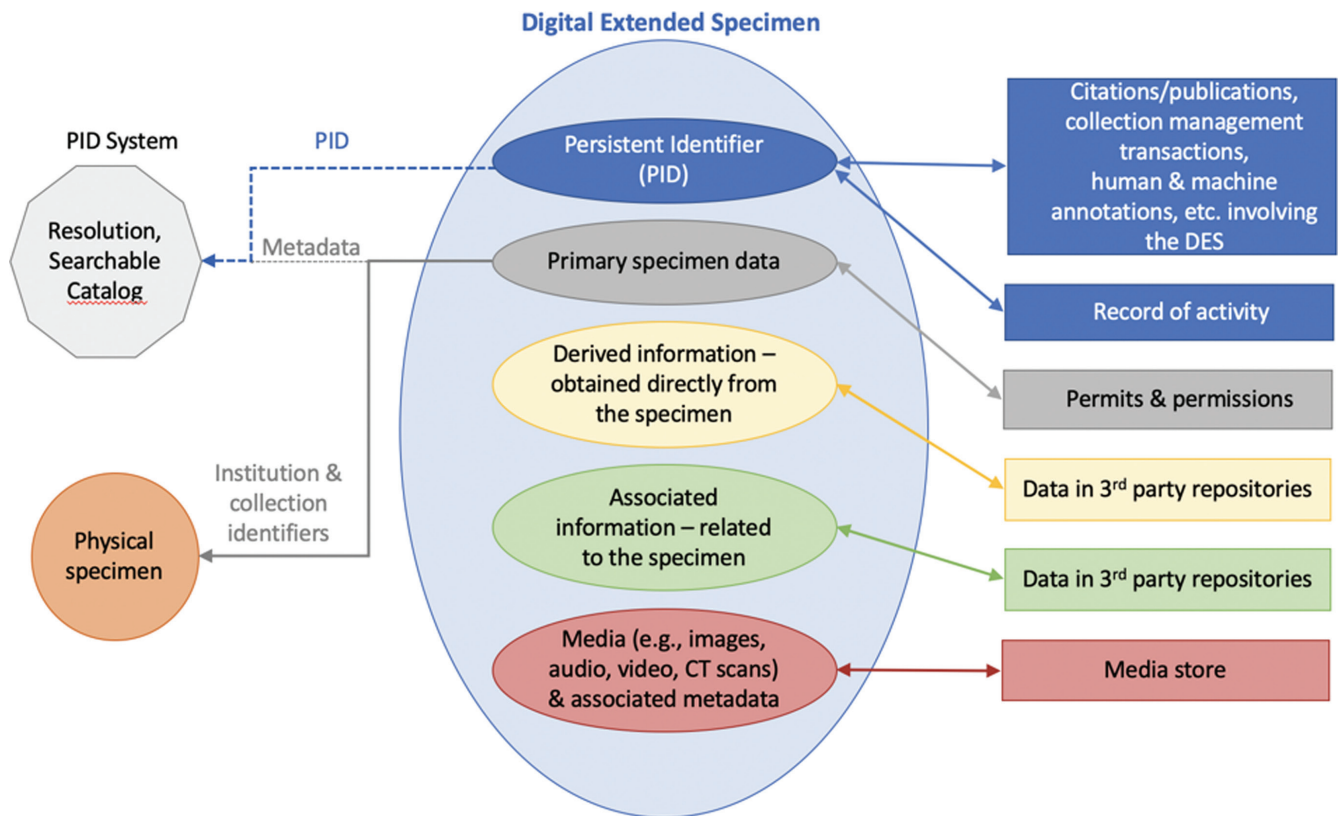 Digital Extended Specimen
PID System
Resolution,
Searchable
Catalog
PID
Metadata
Institution &
collection
identifiers
Physical
specimen
Persistent Identifier
(PID)
Primary specimen data
Derived information –
obtained directly from
the specimen
Associated
information – related
to the specimen
Media (e.g., images,
audio, video, CT scans)
& associated metadata
Citations/publications,
collection management
transactions,
human & machine
annotations, etc. involving
the DES
Record of activity
Permits & permissions
Data in 3rd party repositories
Data in 3rd party repositories
Media store